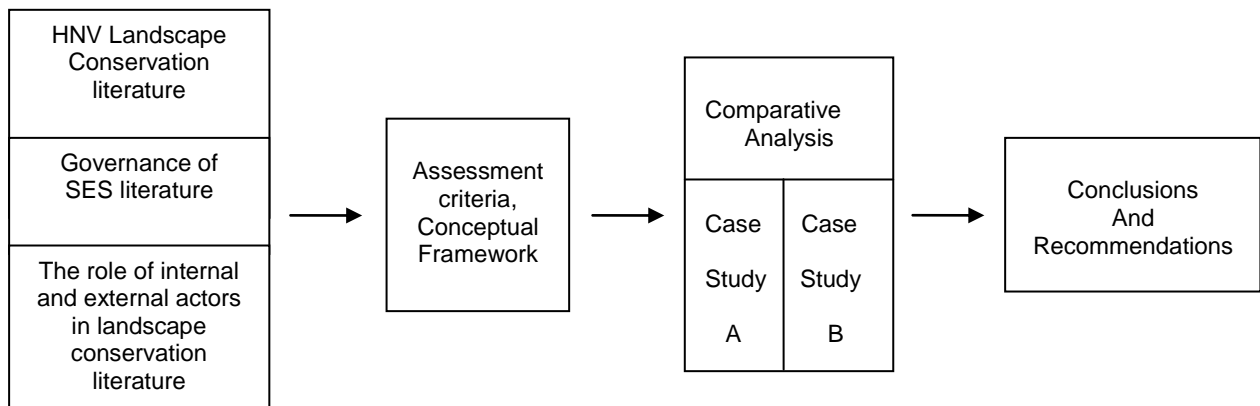 HNV Landscape
Conservation
literature
Governance of
SES literature
The role of internal
and external actors
in landscape
conservation
literature
Assessment
criteria,
Conceptual
Framework
Comparative
Analysis
Case
Study
A
Case
Study
B
Conclusions
And
Recommendations